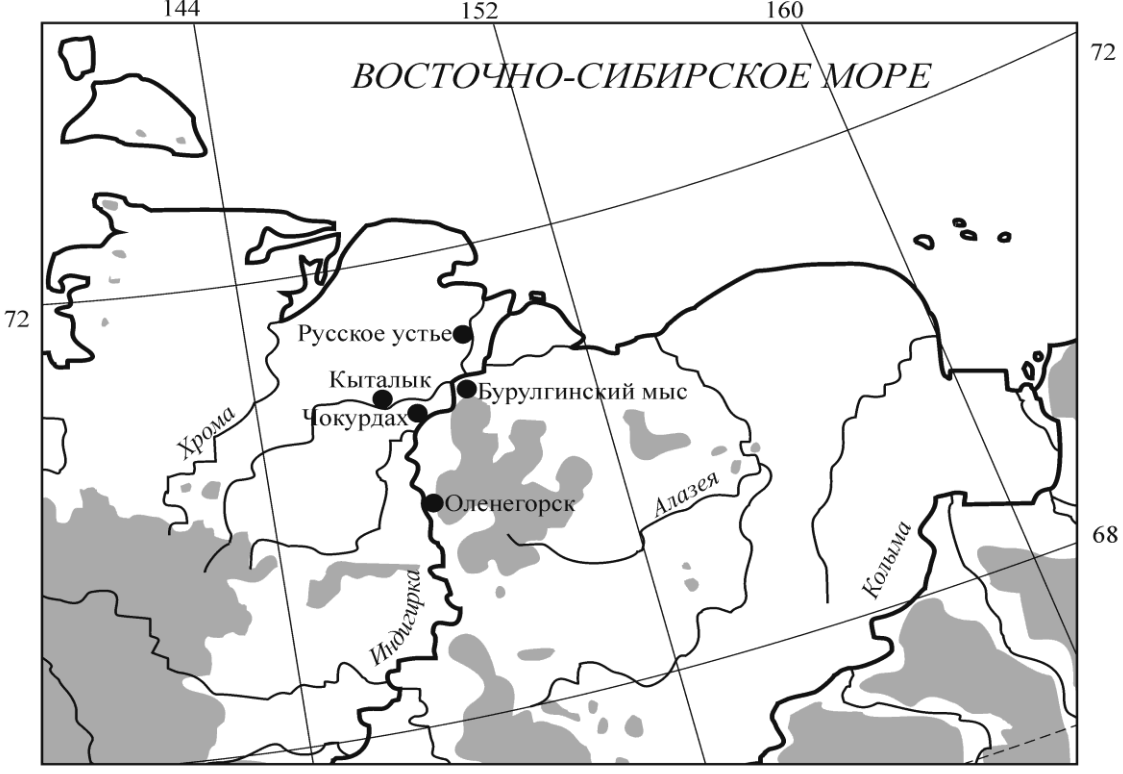 144
152
160
72
ВОСТОЧНО-СИБИРСКОЕ МОРЕ
72
Русское устье
Кыталык
Бурулгинский мыс
Чокурдах
Хрома
Оленегорск
Алазея
68
Колыма
Индигирка